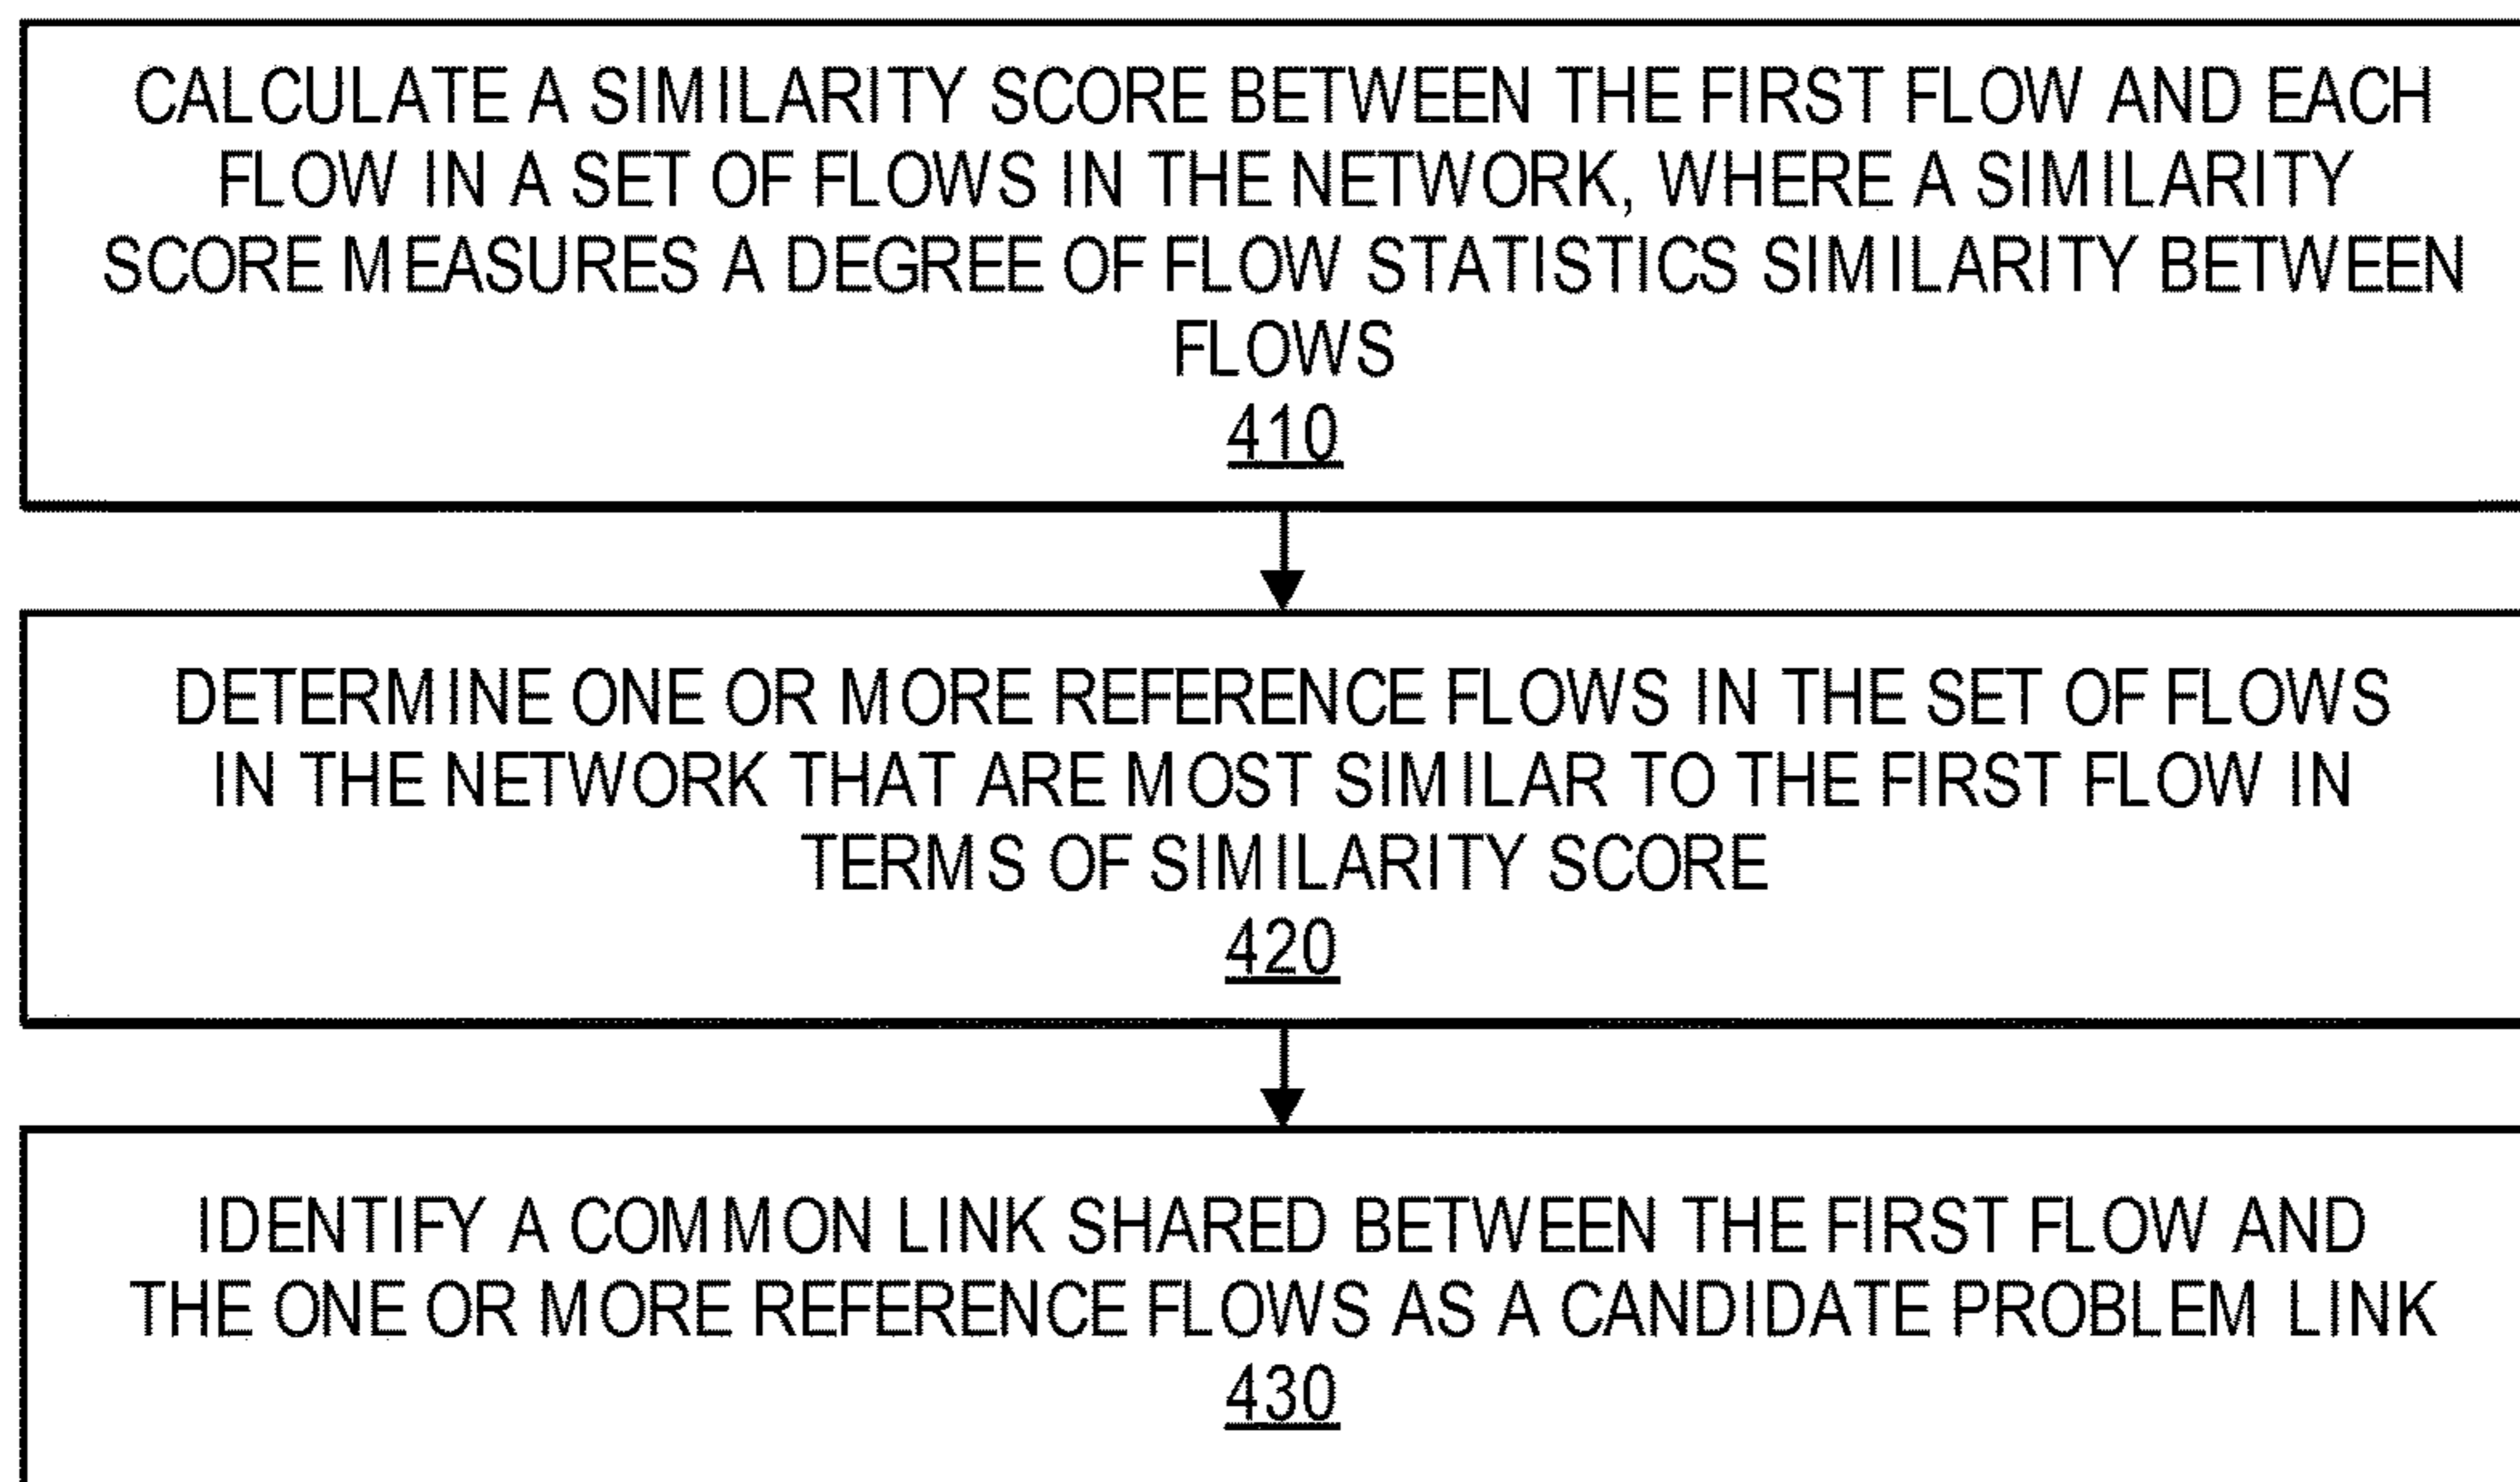 CALCULATE A SIMILARITY SCORE BETWEEN THE FIRST FLOW AND EACH
FLOW IN A SET OF FLOWS IN THE NETWORK, WHERE A SIMILARITY
SCORE MEASURES A DEGREE OF FLOW STATISTICS SIMILARITY BETWEEN
FLOWS
410
DETERMINE ONE OR MORE REFERENCE FLOWS IN THE SET OF FLOWS
IN THE NETWORK THAT ARE MOST SIMILAR TO THE FIRST FLOW IN
TERMS OF SIMILARITY SCORE
420
IDENTIFY A COMMON LINK SHARED BETWEEN THE FIRST FLOW AND
THE ONE OR MORE REFERENCE FLOWS AS A CANDIDATE PROBLEM LINK
430